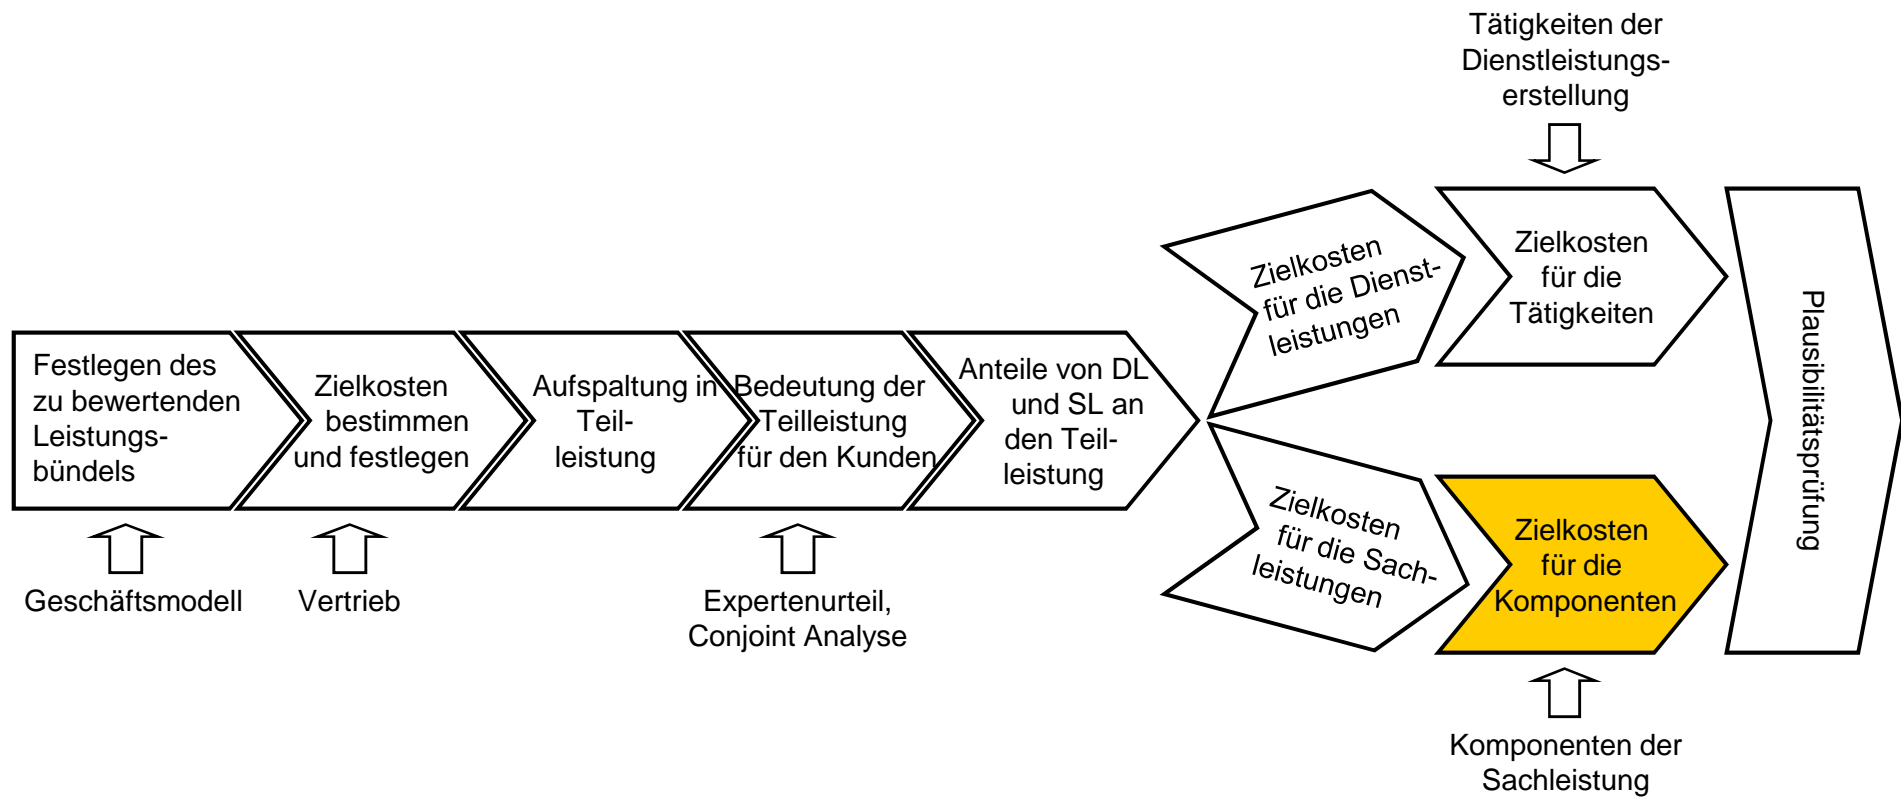 Tätigkeiten der
Dienstleistungs-
erstellung
Festlegen des
zu bewertenden
Leistungs-
bündels
Zielkosten
bestimmen
und festlegen
Aufspaltung in
Teil-
leistung
Bedeutung der
Teilleistung
für den Kunden
Anteile von DL
und SL an
den Teil-
leistung
Zielkosten
für die Dienst-
leistungen
Zielkosten
für die
Tätigkeiten
Zielkosten
für die Sach-
leistungen
Zielkosten
für die
Komponenten
Plausibilitätsprüfung
Geschäftsmodell
Vertrieb
Expertenurteil,
Conjoint Analyse
Komponenten der
Sachleistung